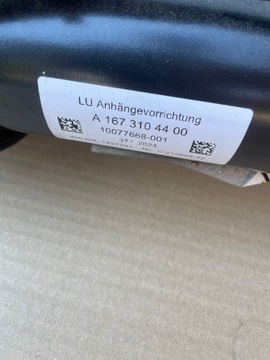 LU Anhängevorrichtung
A 167 310 44 00
10077668-001
37/ 2023